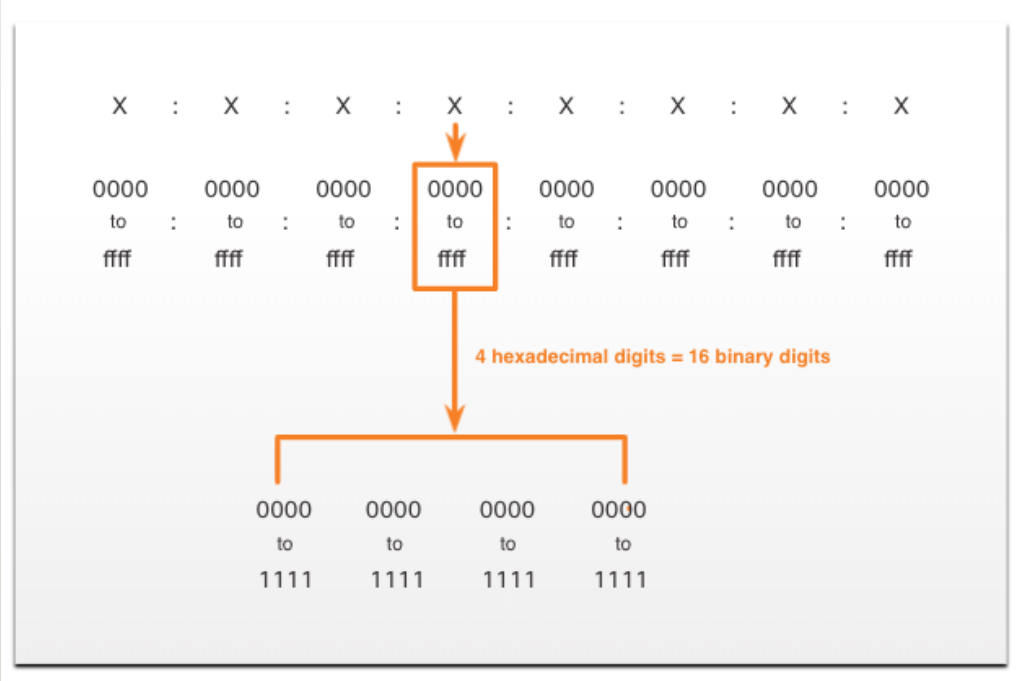 X : X : X : X : X : X : X : X
0000 0000 0000 0000 0000 0000 0000 0000
to : to : to : to : to : to : to : to
ffff ffff ffff ffff ffff ffff ffff ffff
4 hexadecimal digits = 16 binary digits
0000 0000 0000 0000
to to to to
1111 1111 1111 1111